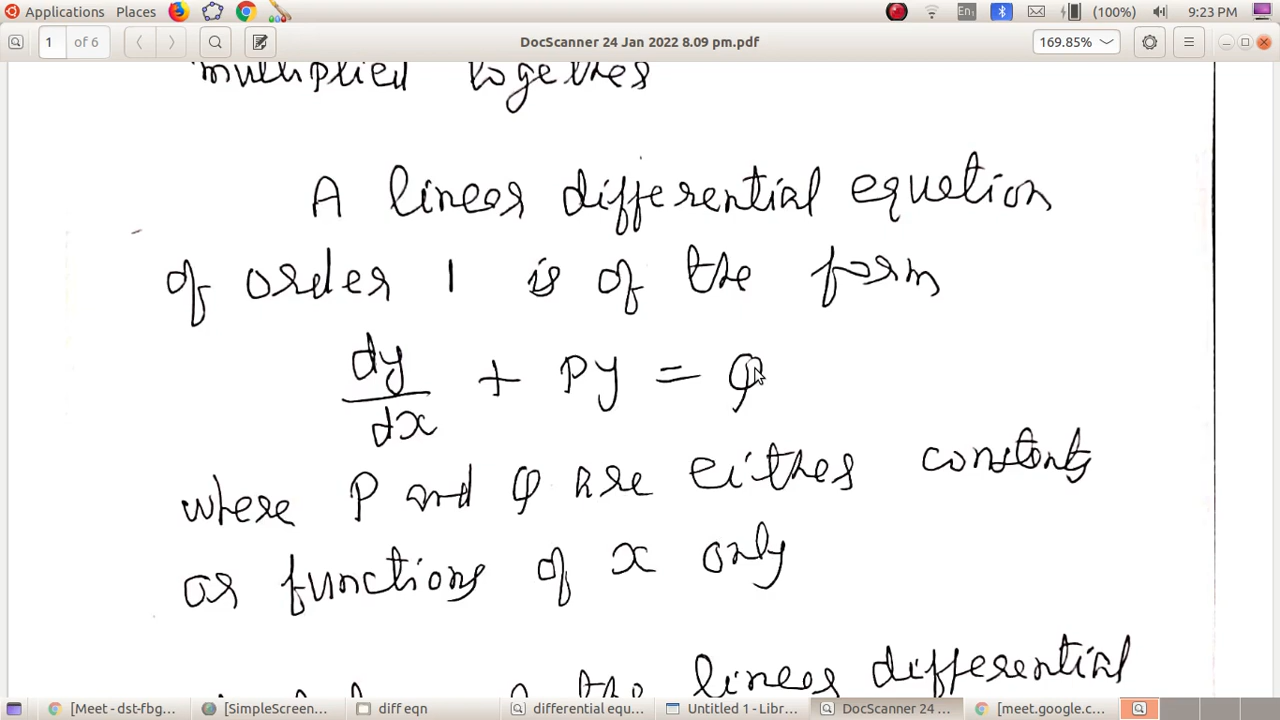 Applications Places En1 (100%) 9:23 PM
1 of 6 DocScanner 24 Jan 2022 8.09 pm.pdf 169.85%
multiplied together
A linear differential equation
of order 1 is of the form
dy/dx + Py = Q
where P and Q are either constants
or functions of x only
the linear differential
[Meet - dst-fbg... [SimpleScreen... diff eqn differential equ... Untitled 1 - Libr... DocScanner 24 ... [meet.google.c...